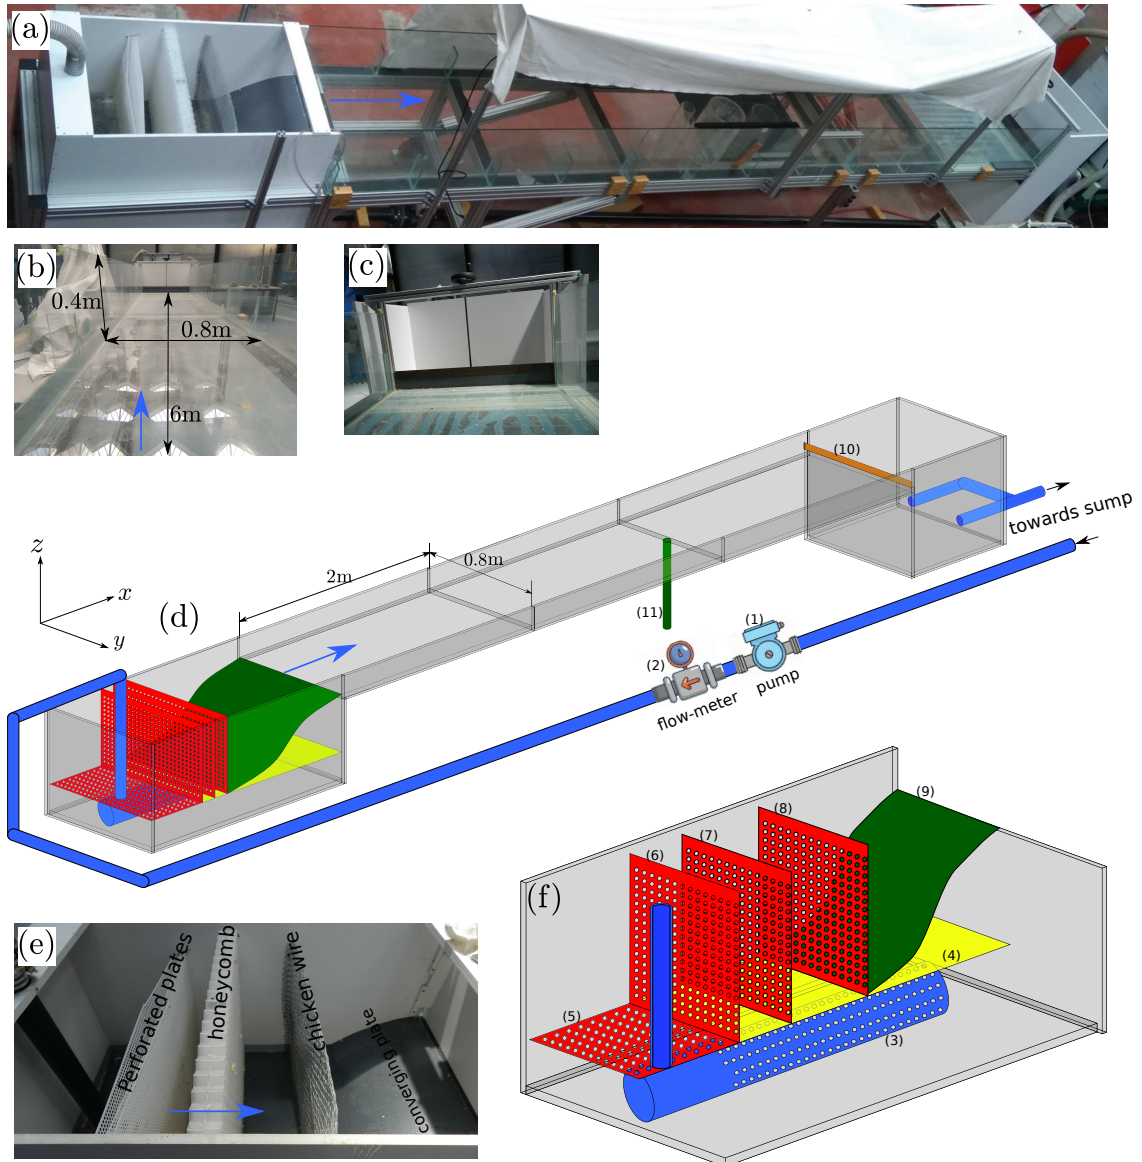 (a)
(b)
0.4m
0.8m
6m
(c)
(10)
towards sump
z
x
y
(d)
2m
0.8m
(11)
(1)
(2)
pump
flow-meter
(e)
Perforated plates
honeycomb
chicken wire
converging plate
(f)
(9)
(8)
(7)
(6)
(5)
(4)
(3)